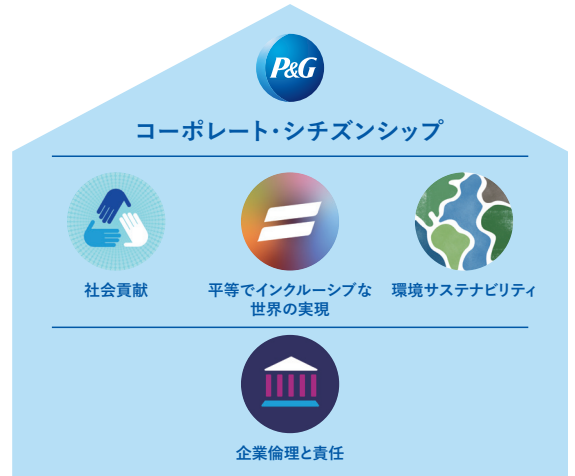 P&G
コーポレート・シチズンシップ
社会貢献
平等でインクルーシブな
世界の実現
環境サステナビリティ
企業倫理と責任